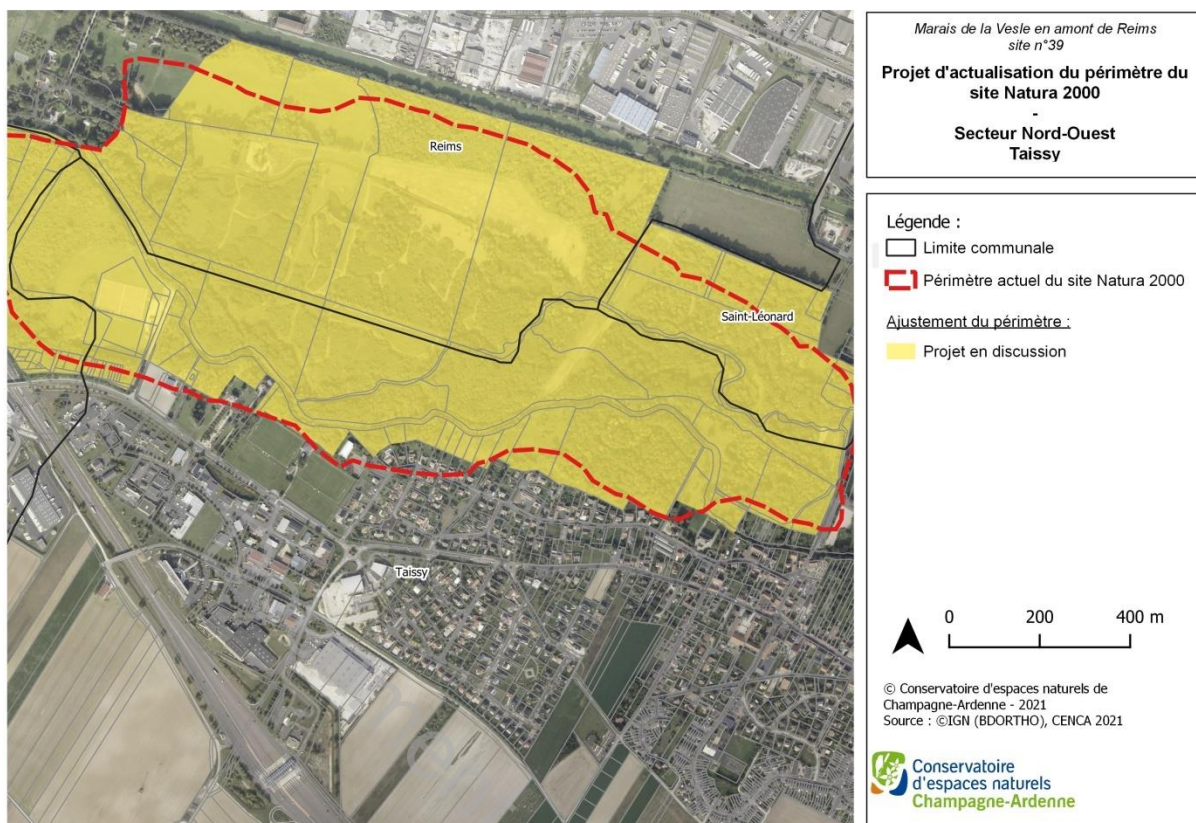 Marais de la Vesle en amont de Reims
site n°39
Projet d'actualisation du périmètre du
site Natura 2000
-
Secteur Nord-Ouest
Taissy
Reims
Saint-Léonard
Taissy
Légende :
Limite communale
Périmètre actuel du site Natura 2000
Ajustement du périmètre :
Projet en discussion
0 200 400 m
© Conservatoire d'espaces naturels de
Champagne-Ardenne - 2021
Source : ©IGN (BDORTHO), CENCA 2021
Conservatoire
d'espaces naturels
Champagne-Ardenne